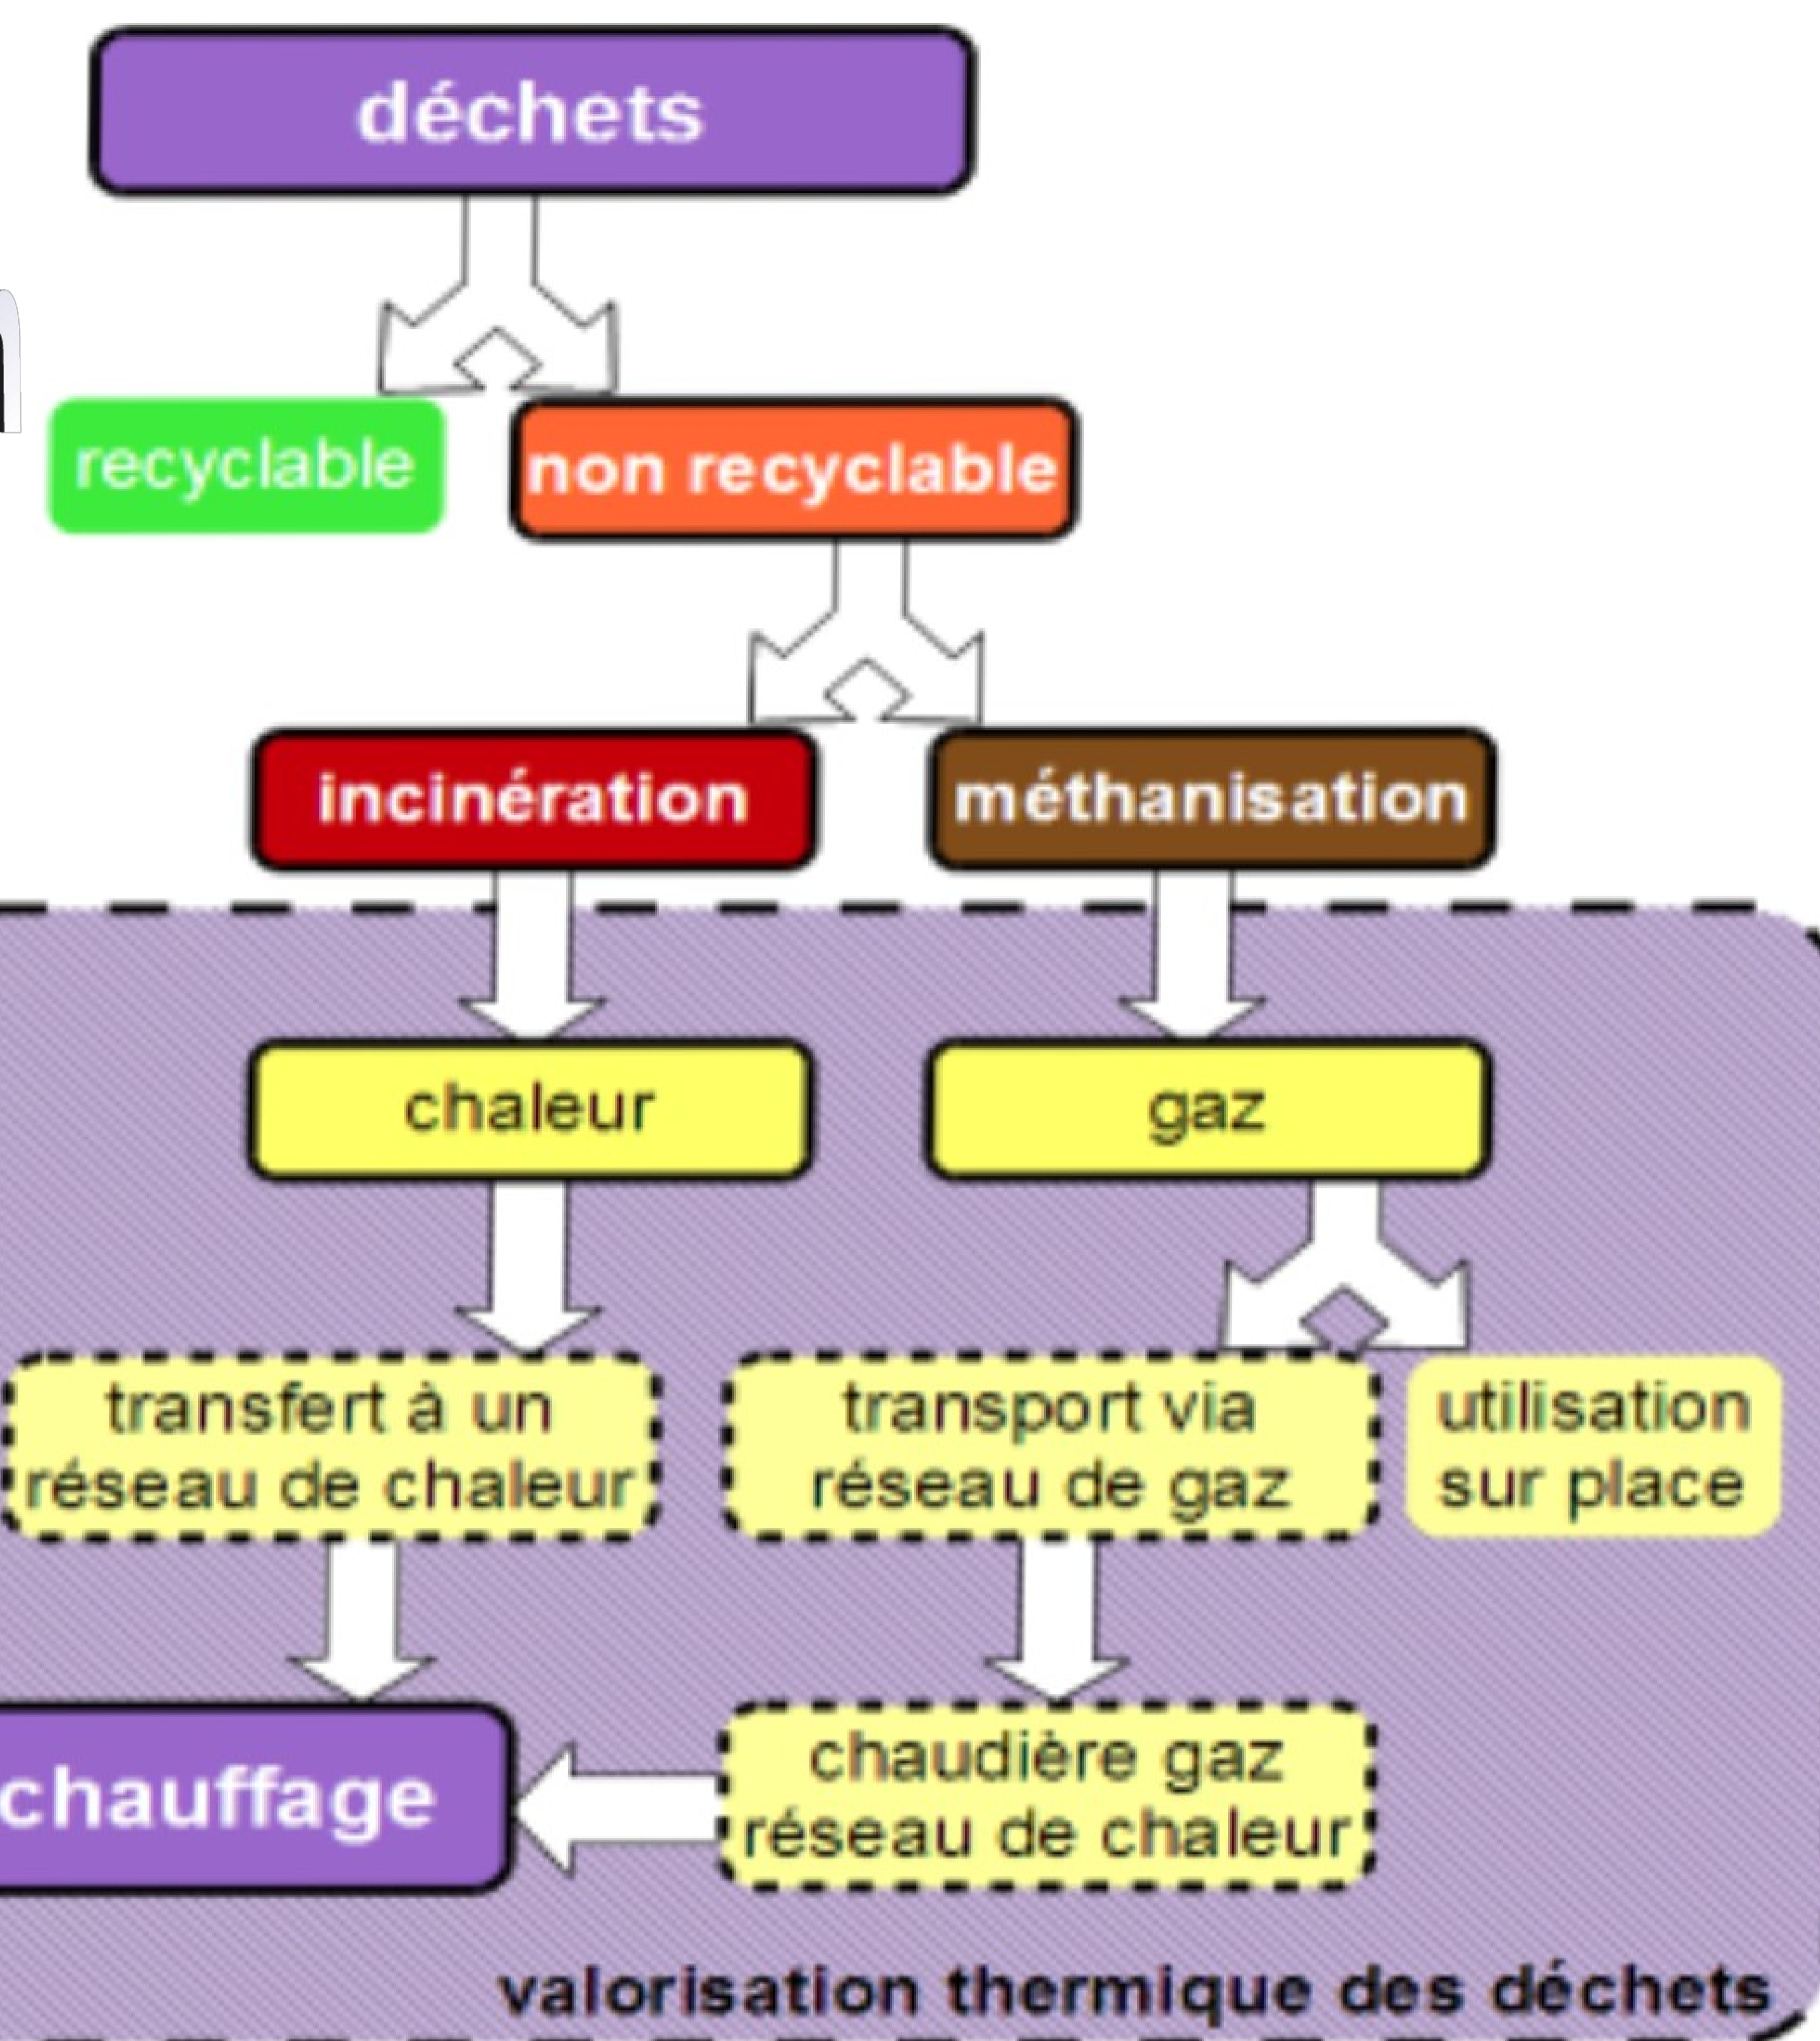 déchets
recyclable
non recyclable
incinération
méthanisation
chaleur
gaz
transfert à un
réseau de chaleur
transport via
réseau de gaz
utilisation
sur place
chauffage
chaudière gaz
réseau de chaleur
valorisation thermique des déchets